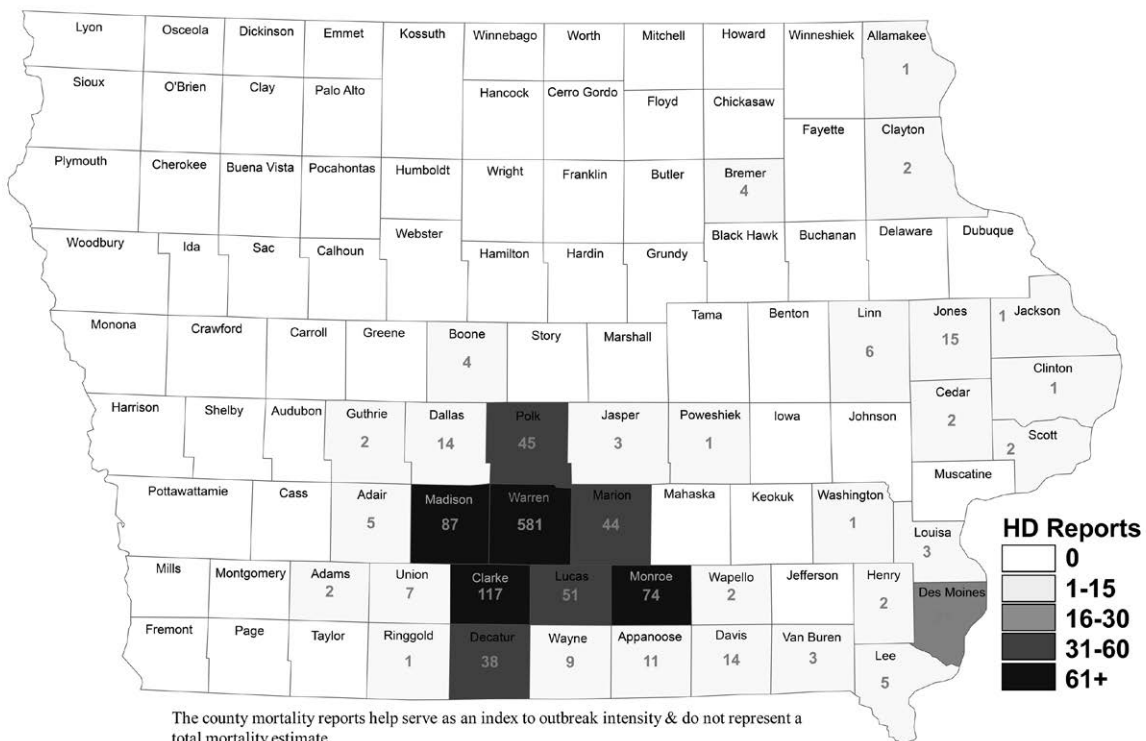 Lyon Osceola Dickinson Emmet Kossuth Winnebago Worth Mitchell Howard Winneshiek Allamakee
1
Sioux O'Brien Clay Palo Alto Hancock Cerro Gordo Floyd Chickasaw
Fayette Clayton
2
Plymouth Cherokee Buena Vista Pocahontas Humboldt Wright Franklin Butler Bremer
4
Woodbury Ida Sac Calhoun Webster Hamilton Hardin Grundy Black Hawk Buchanan Delaware Dubuque
Monona Crawford Carroll Greene Boone Story Marshall Tama Benton Linn Jones Jackson
4 6 15 1
Clinton
1
Harrison Shelby Audubon Guthrie Dallas Polk Jasper Poweshiek Iowa Johnson Cedar
2 14 45 3 1 2
Scott
2
Muscatine
Pottawattamie Cass Adair Madison Warren Marion Mahaska Keokuk Washington
5 87 581 44 1
Louisa
3
Mills Montgomery Adams Union Clarke Lucas Monroe Wapello Jefferson Henry Des Moines
2 7 117 51 74 2 2
Fremont Page Taylor Ringgold Decatur Wayne Appanoose Davis Van Buren Lee
1 38 9 11 14 3 5
HD Reports
0
1-15
16-30
31-60
61+
The county mortality reports help serve as an index to outbreak intensity & do not represent a
total mortality estimate